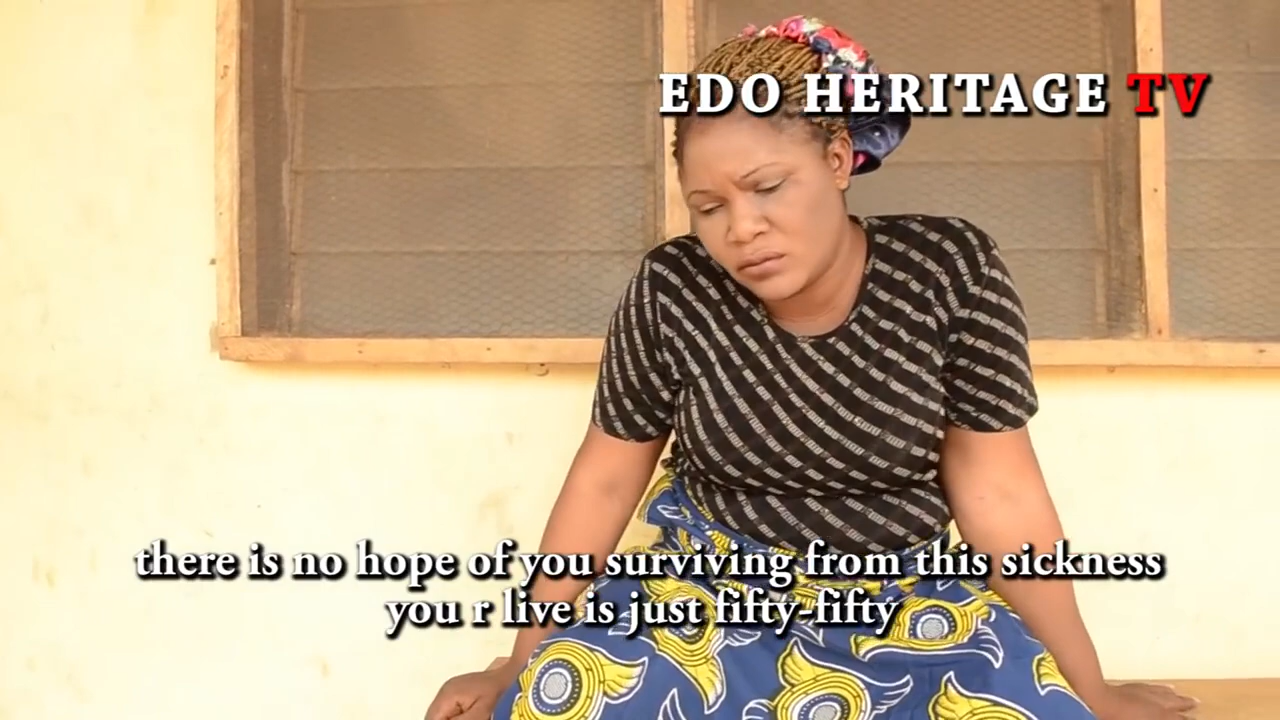 EDO HERITAGE TV
there is no hope of you surviving from this sickness
you r live is just fifty-fifty